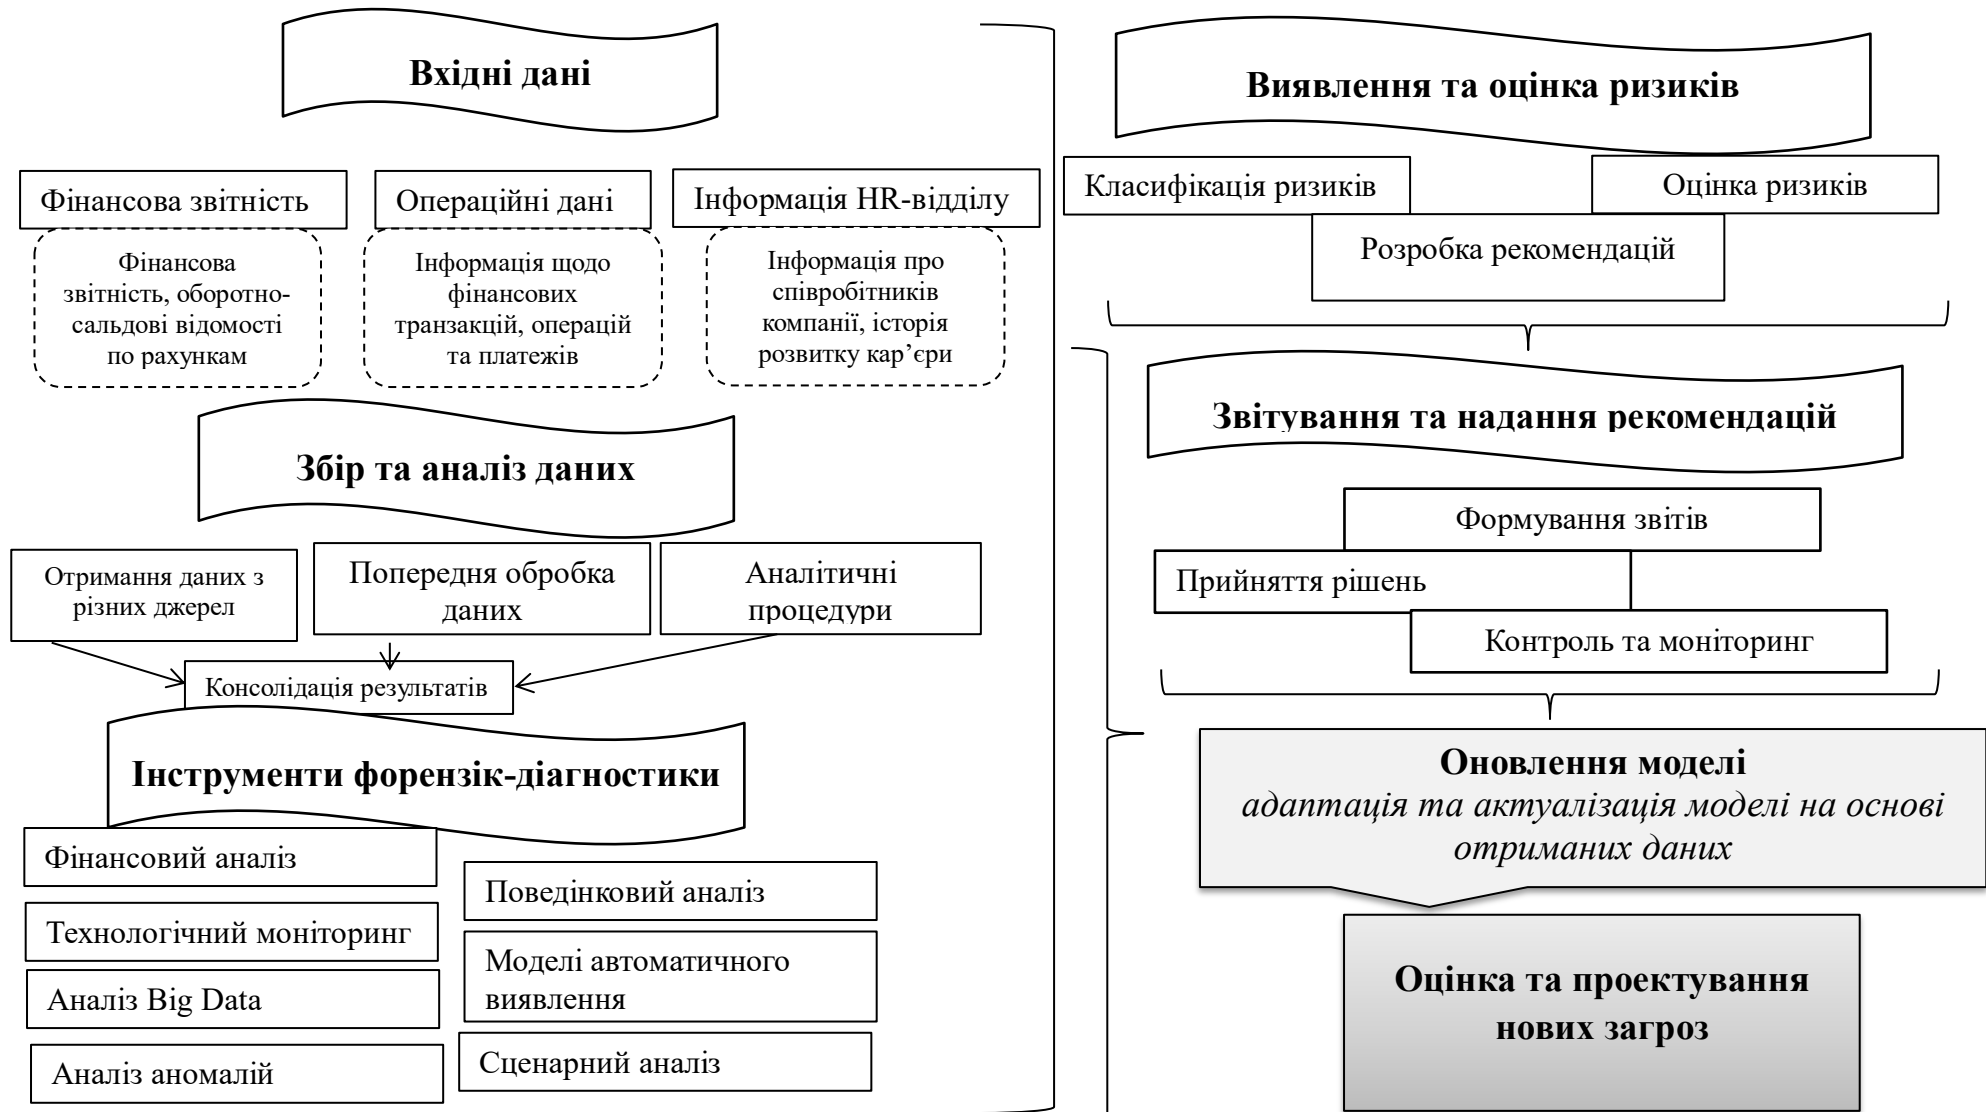 Вхідні дані
Фінансова звітність
Операційні дані
Інформація HR-відділу
Фінансова
звітність, оборотно-
сальдові відомості
по рахункам
Інформація щодо
фінансових
транзакцій, операцій
та платежів
Інформація про
співробітників
компанії, історія
розвитку кар’єри
Збір та аналіз даних
Отримання даних з
різних джерел
Попередня обробка
даних
Аналітичні
процедури
Консолідація результатів
Інструменти форензік-діагностики
Фінансовий аналіз
Технологічний моніторинг
Аналіз Big Data
Аналіз аномалій
Поведінковий аналіз
Моделі автоматичного
виявлення
Сценарний аналіз
Виявлення та оцінка ризиків
Класифікація ризиків
Оцінка ризиків
Розробка рекомендацій
Звітування та надання рекомендацій
Формування звітів
Прийняття рішень
Контроль та моніторинг
Оновлення моделі
адаптація та актуалізація моделі на основі
отриманих даних
Оцінка та проектування
нових загроз